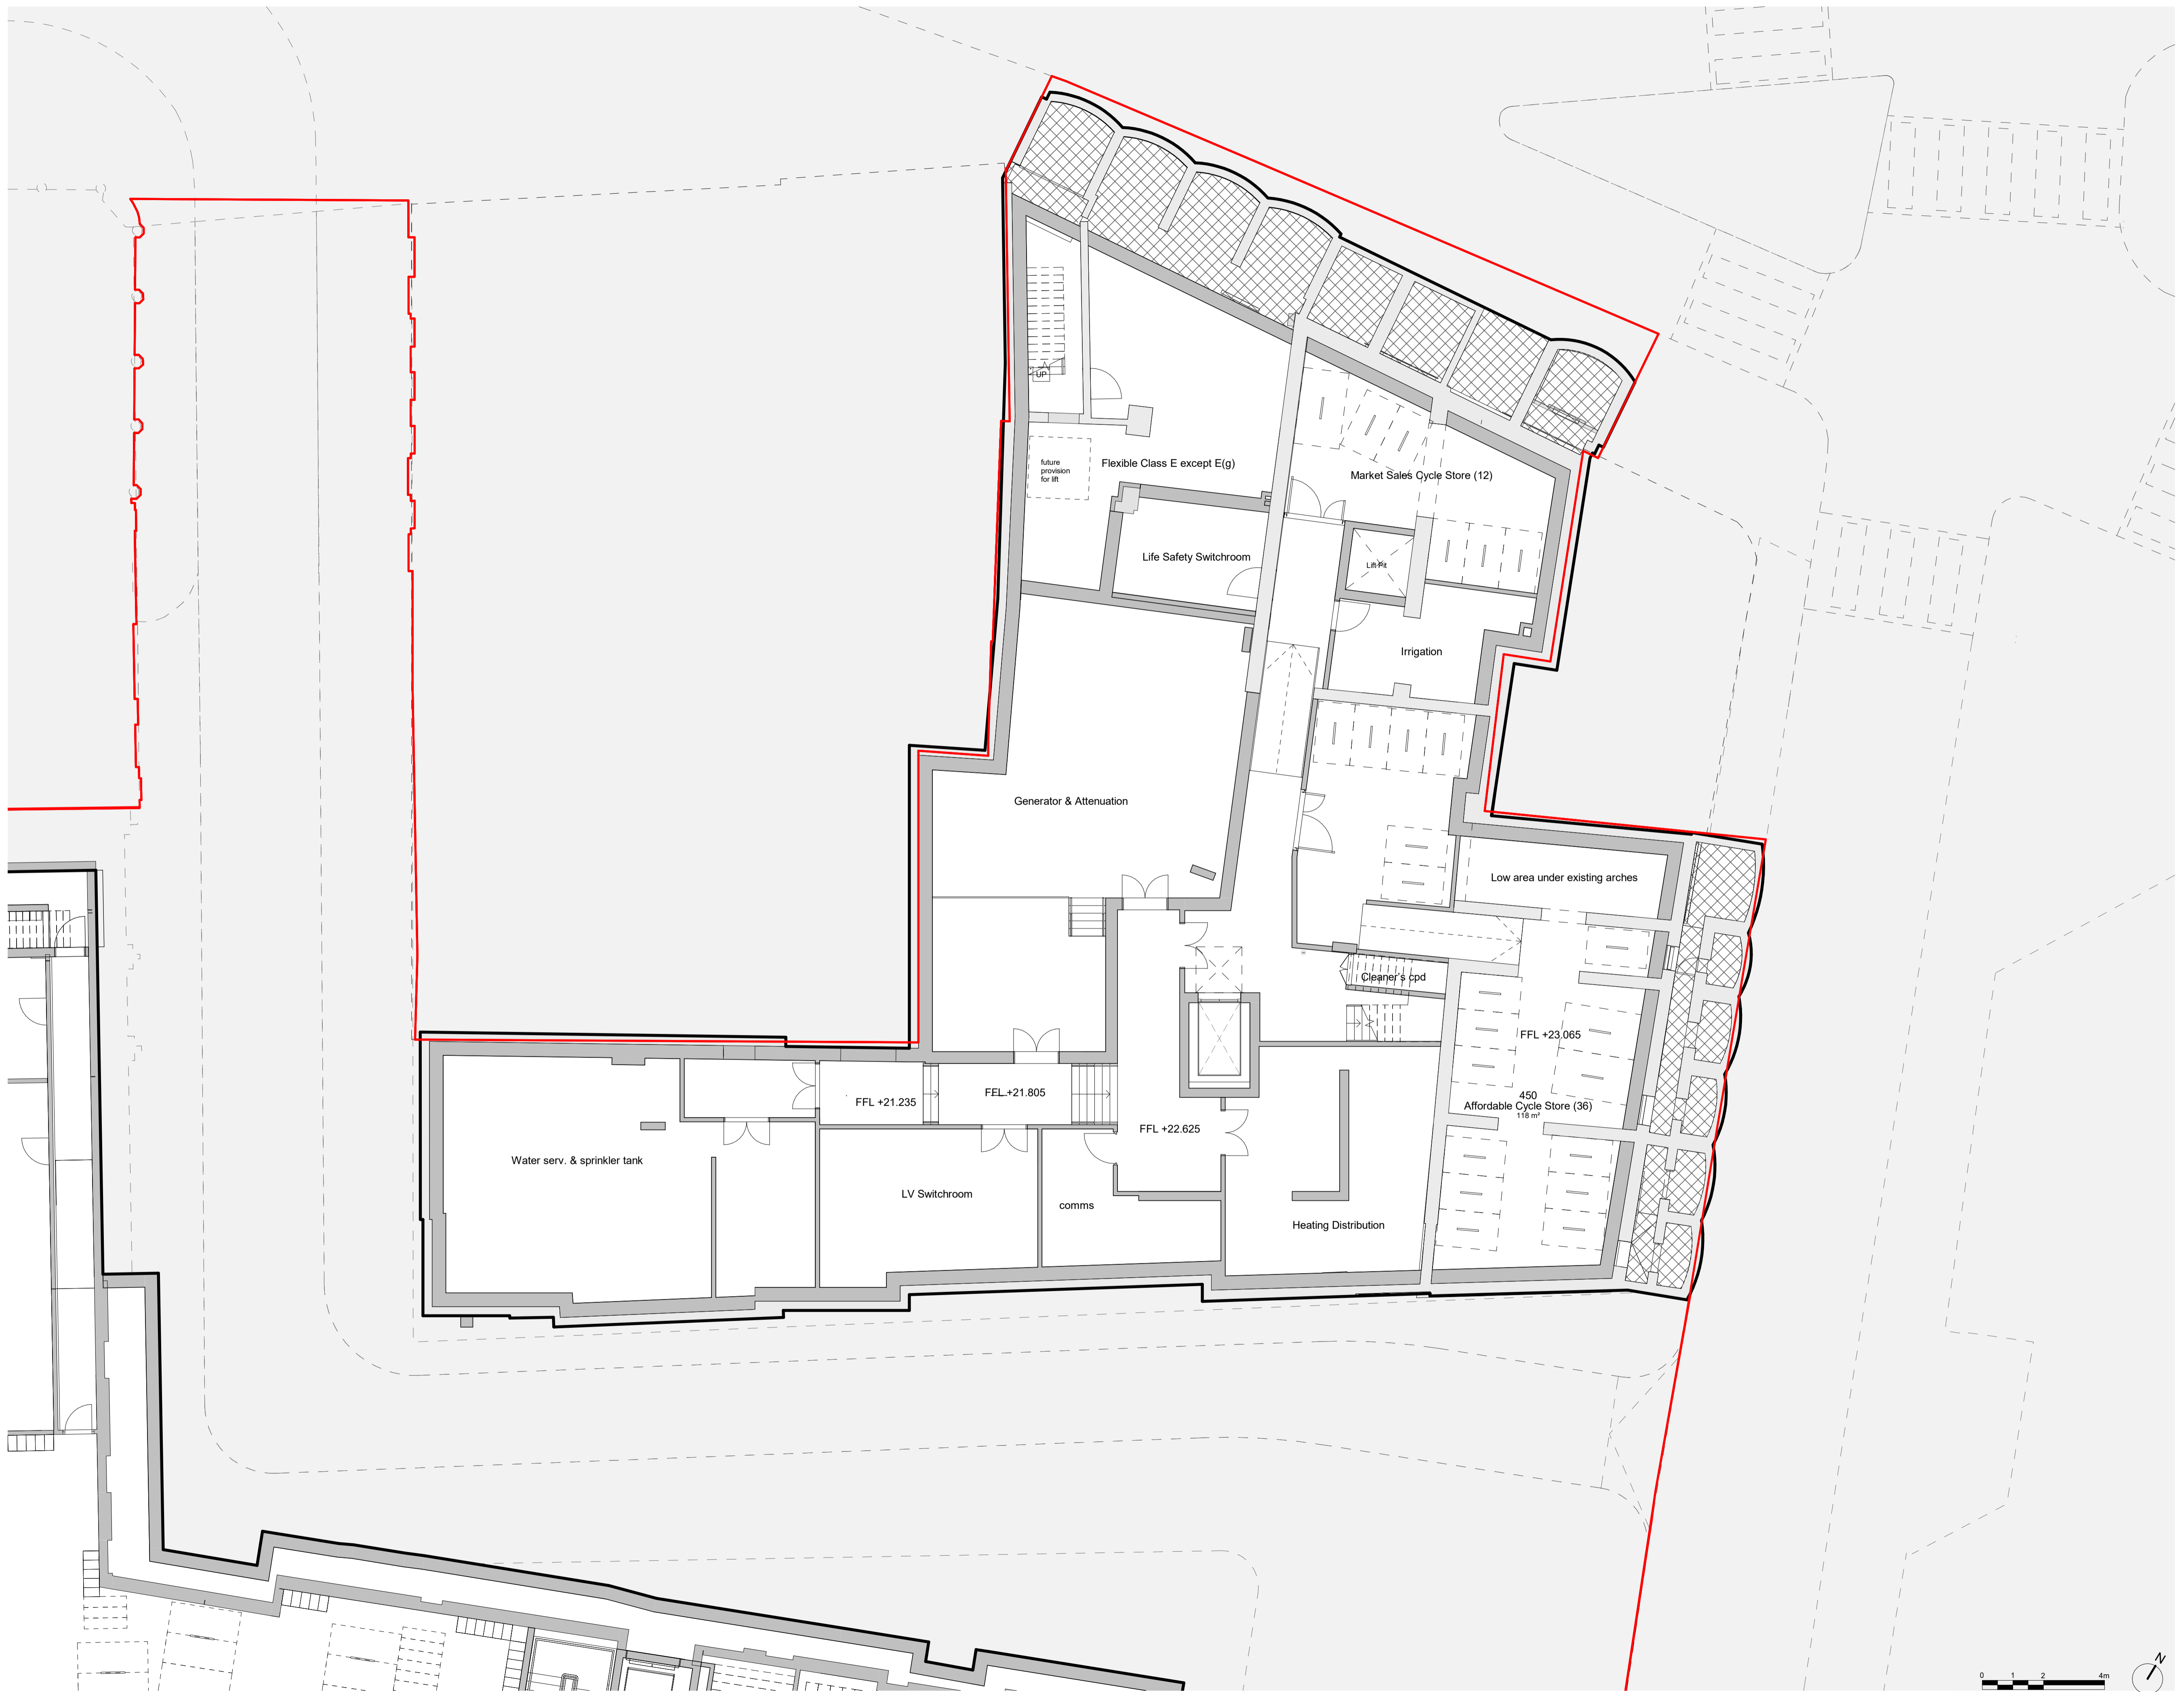 UP
future
provision
for lift
Flexible Class E except E(g)
Market Sales Cycle Store (12)
Life Safety Switchroom
Lift Pit
Irrigation
Generator & Attenuation
Low area under existing arches
Cleaner's cpd
FFL +23.065
FFL +21.805
FFL +21.235
450
Affordable Cycle Store (36)
118 m²
FFL +22.625
Water serv. & sprinkler tank
LV Switchroom
comms
Heating Distribution
N
0 1 2 4m